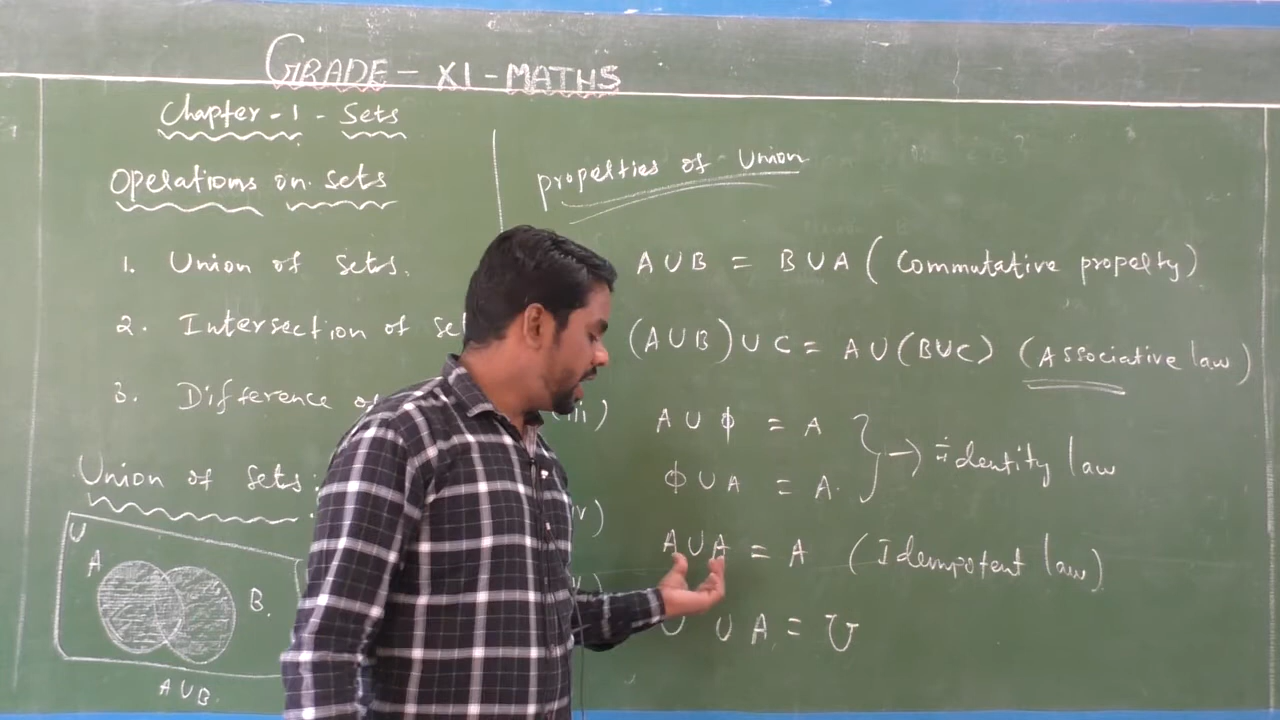 GRADE - XI - MATHS
Chapter - 1 - Sets
Operations on sets
1. Union of sets.
2. Intersection of
3. Difference
Union of sets:
U
A
B.
A∪B
properties of Union
A∪B = B∪A (Commutative property)
(A∪B)∪C = A∪(B∪C) (Associative law)
A∪ϕ = A
ϕ∪A = A.
} → identity law
A∪A = A (Idempotent law)
U ∪ A = U